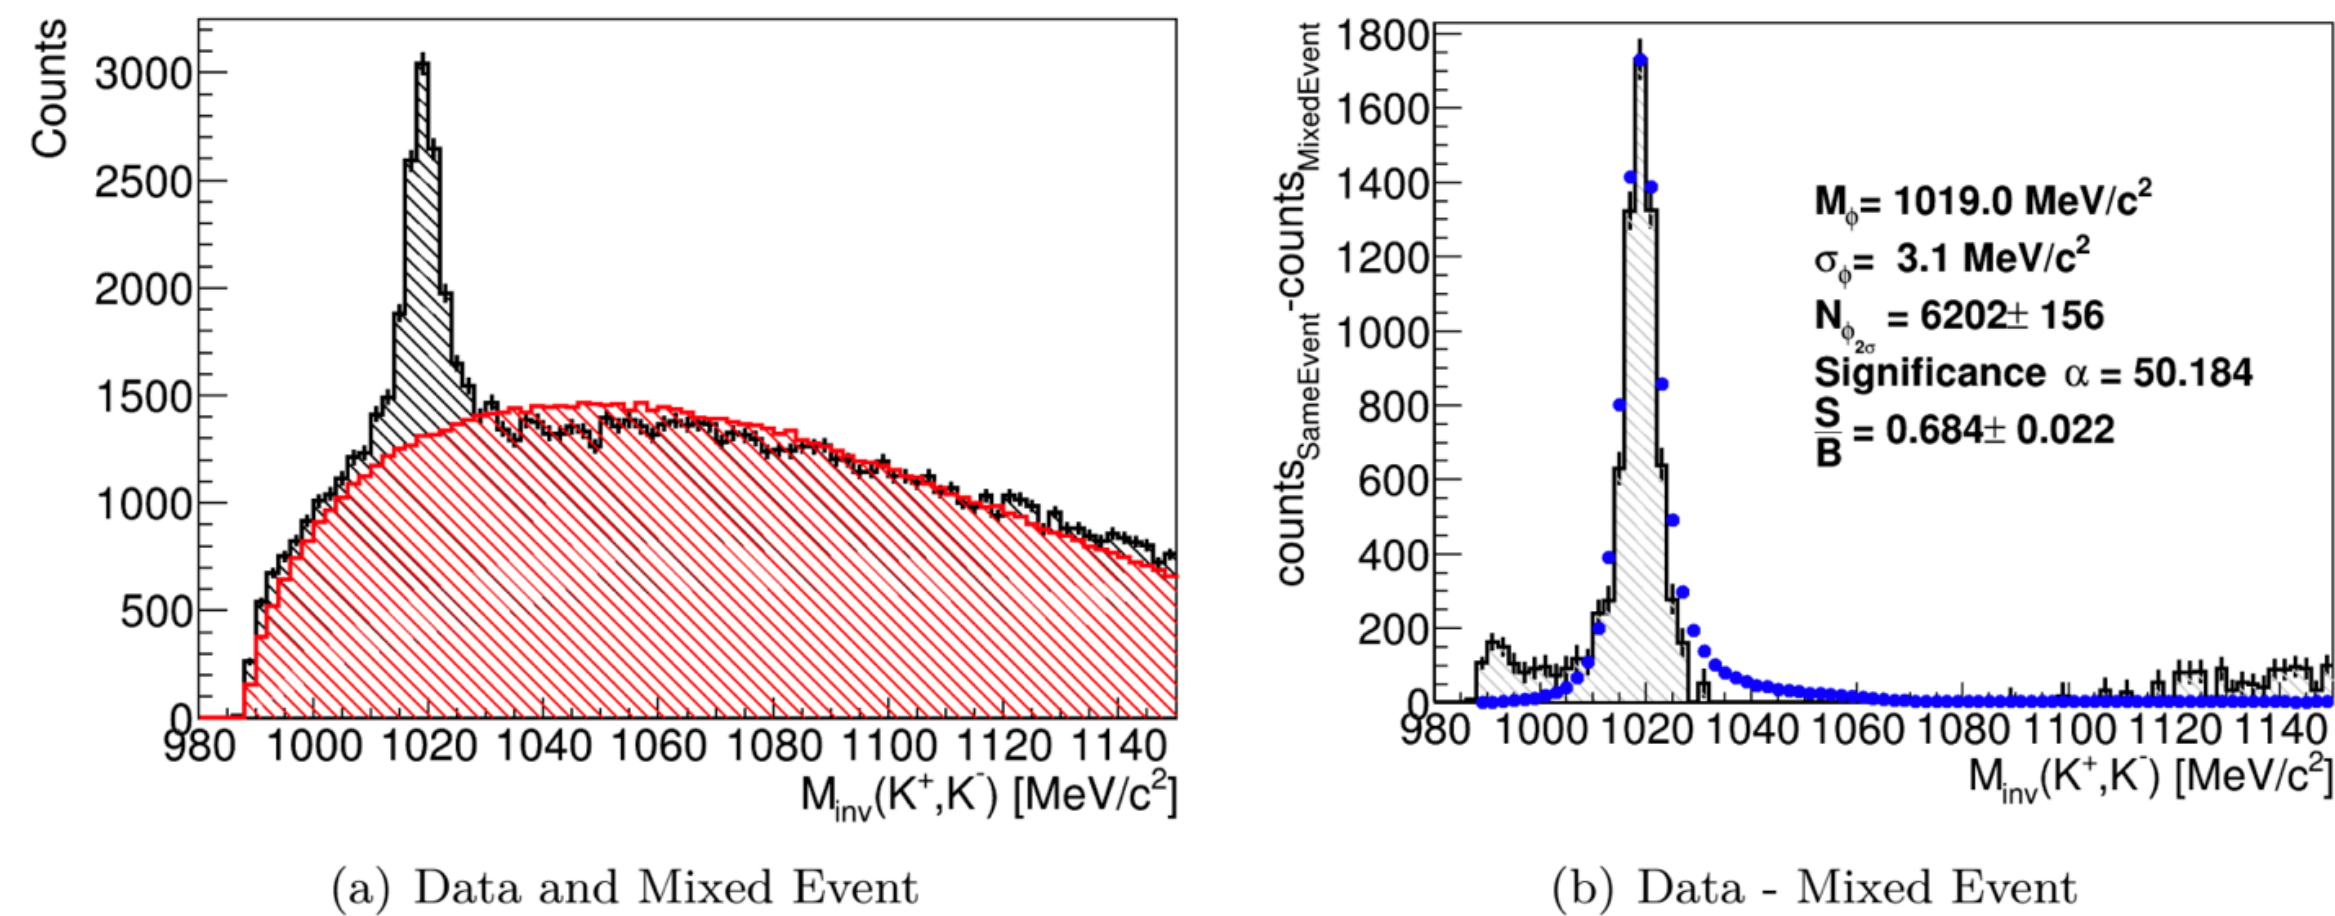 Counts
3000
2500
2000
1500
1000
500
0
980 1000 1020 1040 1060 1080 1100 1120 1140
M_inv(K⁺,K⁻) [MeV/c²]
(a) Data and Mixed Event
counts_SameEvent-counts_MixedEvent
1800
1600
1400
1200
1000
800
600
400
200
0
M_ϕ= 1019.0 MeV/c²
σ_ϕ= 3.1 MeV/c²
N_ϕ_2σ = 6202± 156
Significance α = 50.184
S/B = 0.684± 0.022
980 1000 1020 1040 1060 1080 1100 1120 1140
M_inv(K⁺,K⁻) [MeV/c²]
(b) Data - Mixed Event